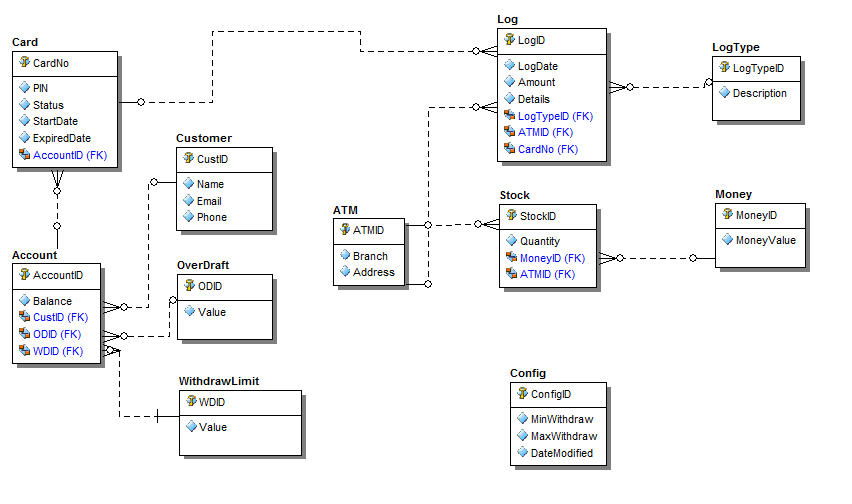 Card
CardNo
PIN
Status
StartDate
ExpiredDate
AccountID (FK)
Log
LogID
LogDate
Amount
Details
LogTypeID (FK)
ATMID (FK)
CardNo (FK)
LogType
LogTypeID
Description
Customer
CustID
Name
Email
Phone
ATM
ATMID
Branch
Address
Stock
StockID
Quantity
MoneyID (FK)
ATMID (FK)
Money
MoneyID
MoneyValue
Account
AccountID
Balance
CustID (FK)
ODID (FK)
WDID (FK)
OverDraft
ODID
Value
WithdrawLimit
WDID
Value
Config
ConfigID
MinWithdraw
MaxWithdraw
DateModified